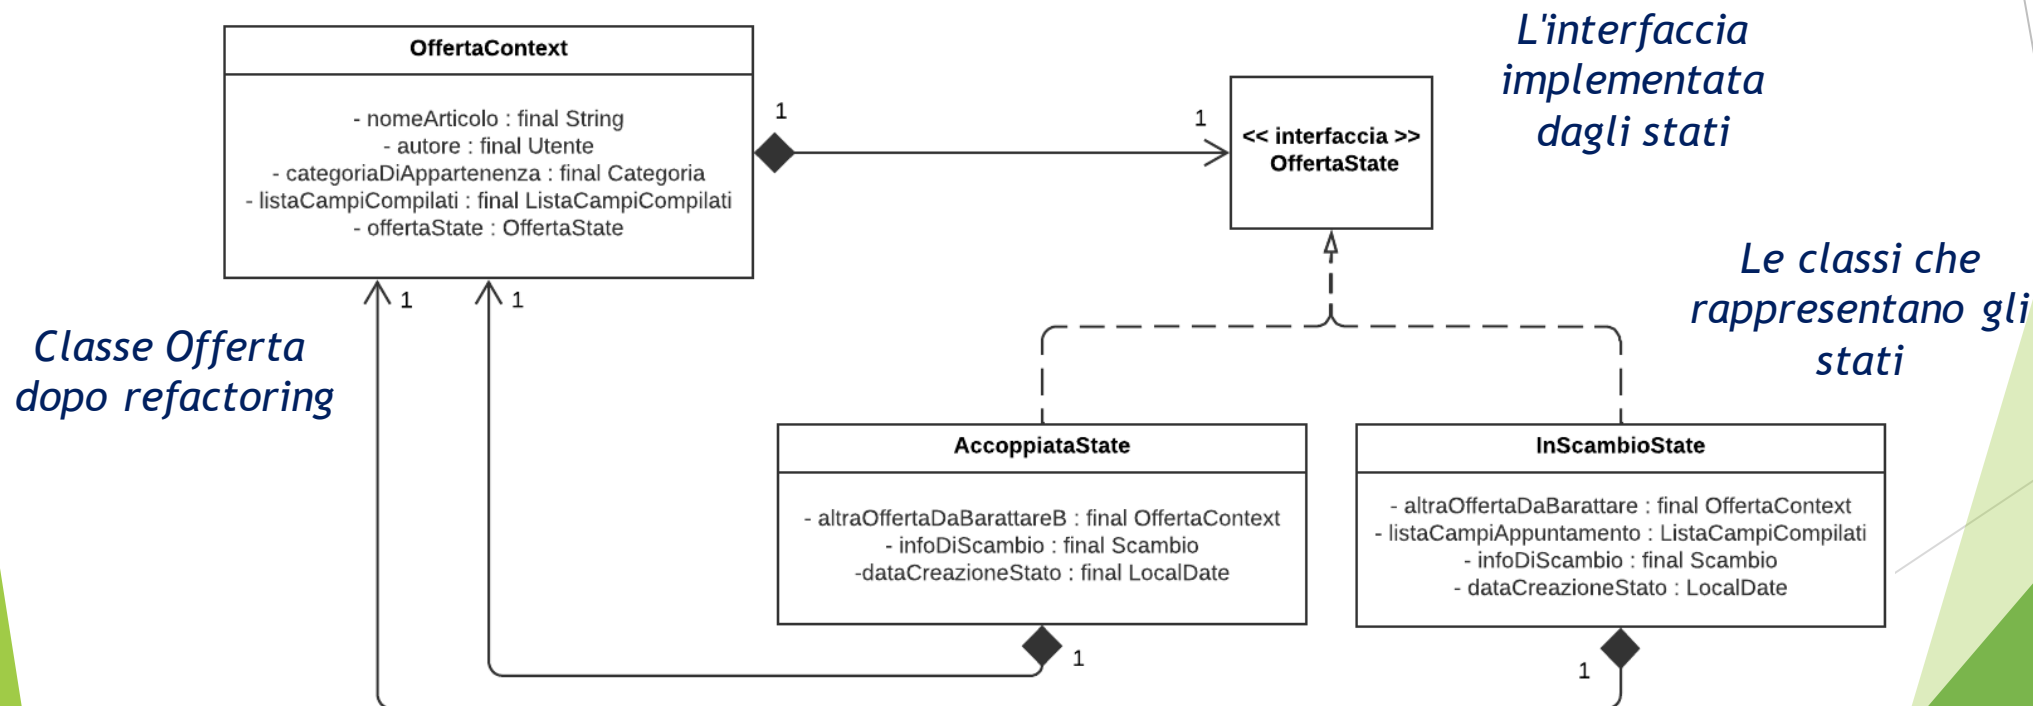 OffertaContext
- nomeArticolo : final String
- autore : final Utente
- categoriaDiAppartenenza : final Categoria
- listaCampiCompilati : final ListaCampiCompilati
- offertaState : OffertaState
1
1
<< interfaccia >>
OffertaState
L'interfaccia
implementata
dagli stati
1
1
Classe Offerta
dopo refactoring
Le classi che
rappresentano gli
stati
AccoppiataState
- altraOffertaDaBarattareB : final OffertaContext
- infoDiScambio : final Scambio
-dataCreazioneStato : final LocalDate
1
InScambioState
- altraOffertaDaBarattare : final OffertaContext
- listaCampiAppuntamento : ListaCampiCompilati
- infoDiScambio : final Scambio
- dataCreazioneStato : LocalDate
1